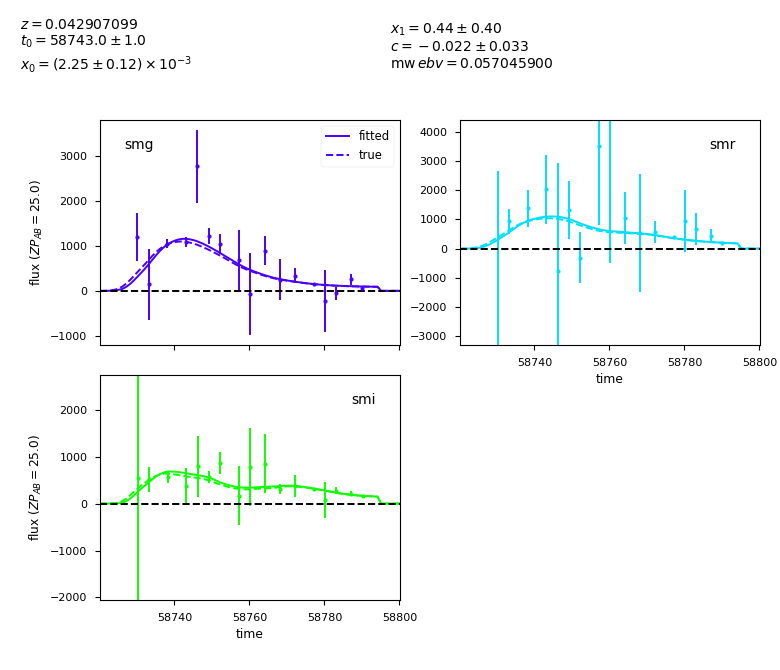 z = 0.042907099
t₀ = 58743.0 ± 1.0
x₀ = (2.25 ± 0.12) × 10⁻³
x₁ = 0.44 ± 0.40
c = −0.022 ± 0.033
mw ebv = 0.057045900
smg
fitted
true
3000
2000
1000
0
−1000
flux (ZP_AB = 25.0)
smr
4000
3000
2000
1000
0
−1000
−2000
−3000
58740 58760 58780 58800
time
smi
2000
1000
0
−1000
−2000
flux (ZP_AB = 25.0)
58740 58760 58780 58800
time